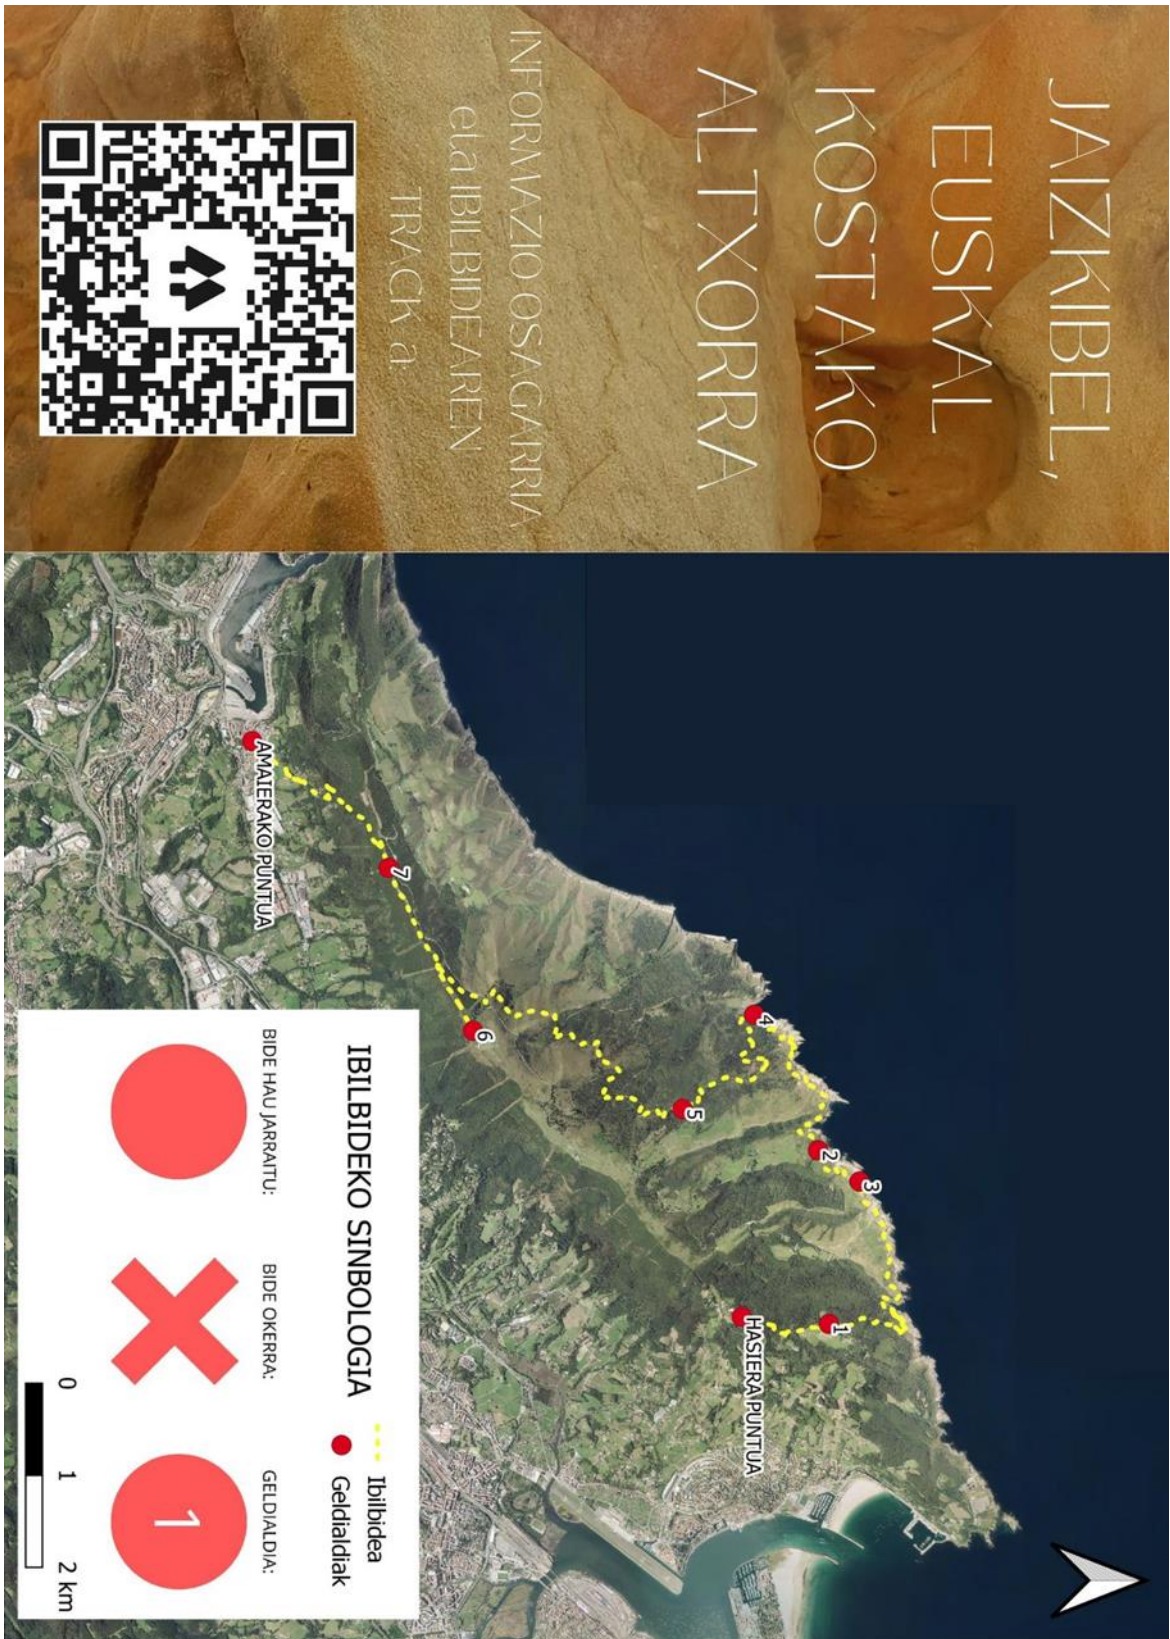 JAIZKIBEL,
EUSKAL
KOSTAKO
ALTXORRA
INFORMAZIO OSAGARRIA
eta IBILBIDEAREN
TRACK-a
HASIERA PUNTUA
1
3
2
4
5
6
7
AMAIERAKO PUNTUA
IBILBIDEKO SINBOLOGIA
Ibilbidea
Geldialdiak
BIDE HAU JARRAITU:
BIDE OKERRA:
GELDIALDIA:
1
0 1 2 km